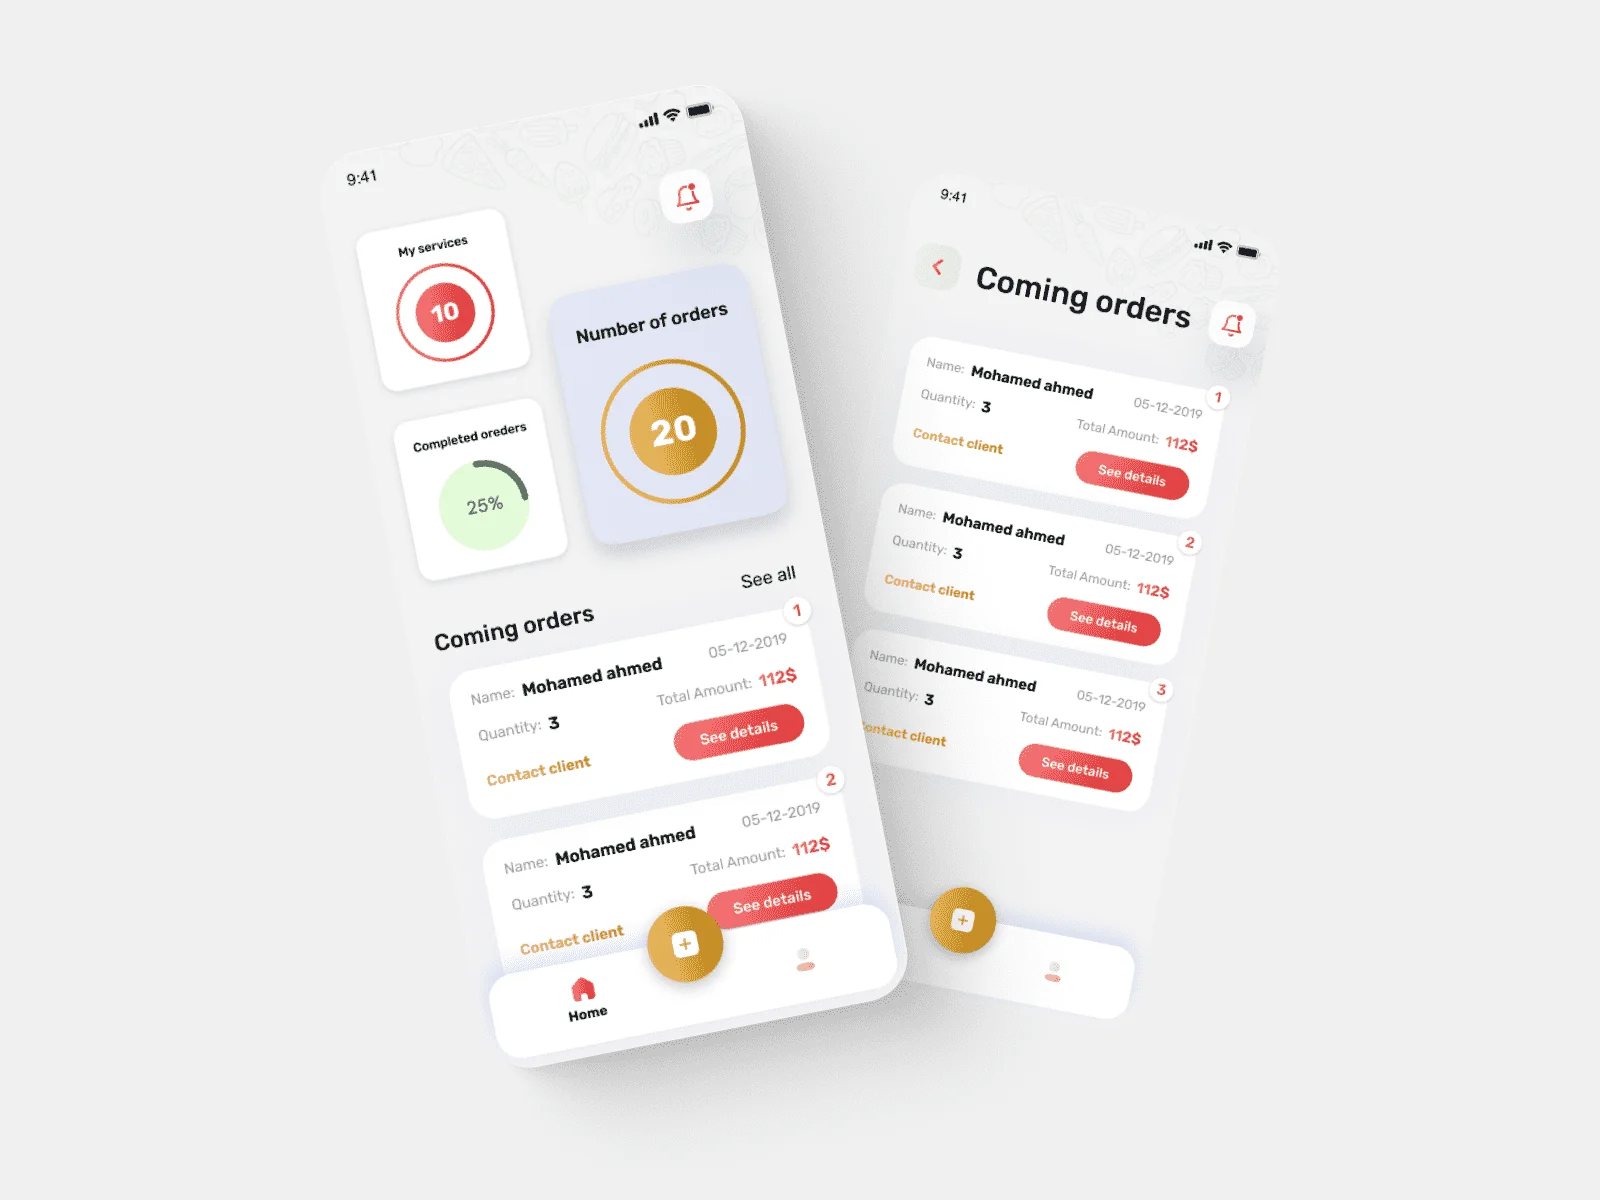 9:41
My services
10
Number of orders
20
Completed oreders
25%
See all
Coming orders
1
Name: Mohamed ahmed 05-12-2019
Quantity: 3 Total Amount: 112$
Contact client See details
2
Name: Mohamed ahmed 05-12-2019
Quantity: 3 Total Amount: 112$
Contact client See details
Home
9:41
Coming orders
1
Name: Mohamed ahmed 05-12-2019
Quantity: 3 Total Amount: 112$
Contact client See details
2
Name: Mohamed ahmed 05-12-2019
Quantity: 3 Total Amount: 112$
Contact client See details
3
Name: Mohamed ahmed 05-12-2019
Quantity: 3 Total Amount: 112$
ontact client See details